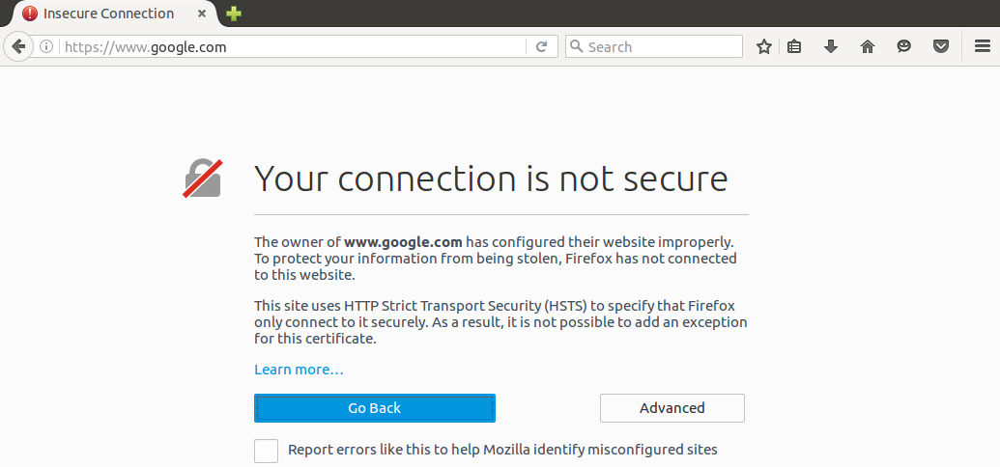 Insecure Connection
https://www.google.com
Search
Your connection is not secure
The owner of www.google.com has configured their website improperly.
To protect your information from being stolen, Firefox has not connected
to this website.
This site uses HTTP Strict Transport Security (HSTS) to specify that Firefox
only connect to it securely. As a result, it is not possible to add an exception
for this certificate.
Learn more…
Go Back
Advanced
Report errors like this to help Mozilla identify misconfigured sites